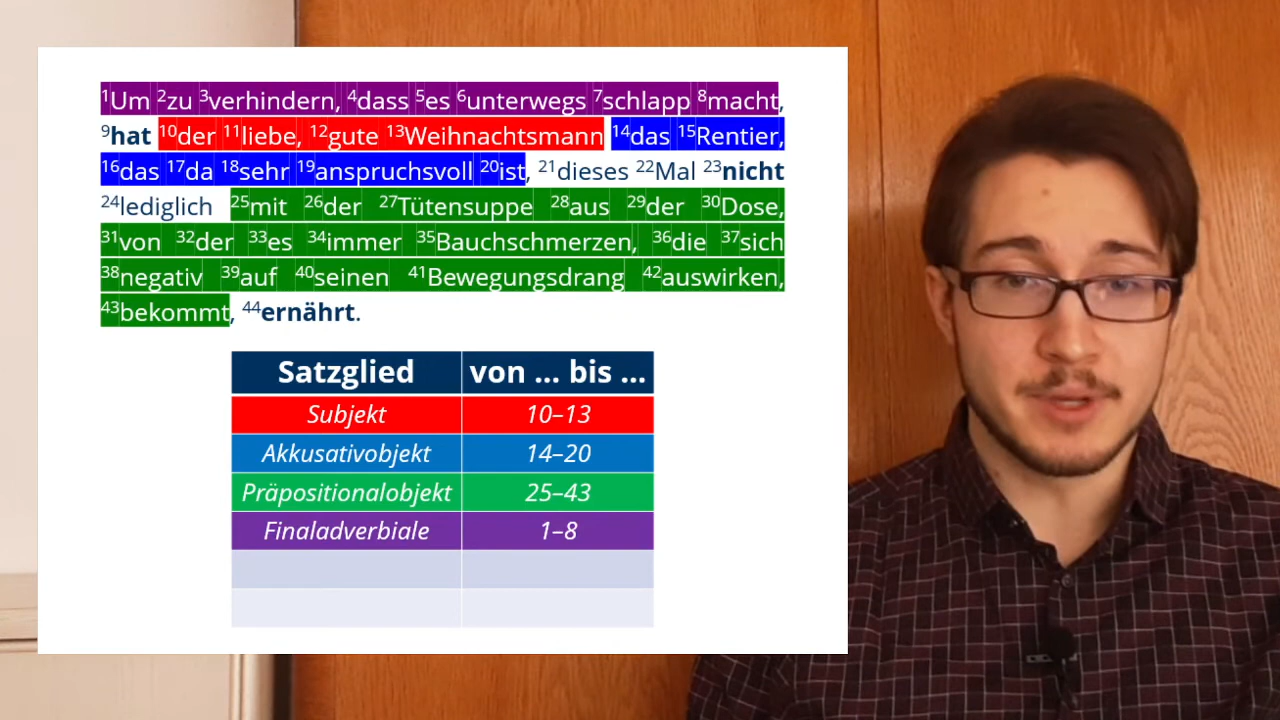 ¹Um ²zu ³verhindern, ⁴dass ⁵es ⁶unterwegs ⁷schlapp ⁸macht,
⁹hat ¹⁰der ¹¹liebe, ¹²gute ¹³Weihnachtsmann ¹⁴das ¹⁵Rentier,
¹⁶das ¹⁷da ¹⁸sehr ¹⁹anspruchsvoll ²⁰ist, ²¹dieses ²²Mal ²³nicht
²⁴lediglich ²⁵mit ²⁶der ²⁷Tütensuppe ²⁸aus ²⁹der ³⁰Dose,
³¹von ³²der ³³es ³⁴immer ³⁵Bauchschmerzen, ³⁶die ³⁷sich
³⁸negativ ³⁹auf ⁴⁰seinen ⁴¹Bewegungsdrang ⁴²auswirken,
⁴³bekommt, ⁴⁴ernährt.
Satzglied von ... bis ...
Subjekt 10–13
Akkusativobjekt 14–20
Präpositionalobjekt 25–43
Finaladverbiale 1–8